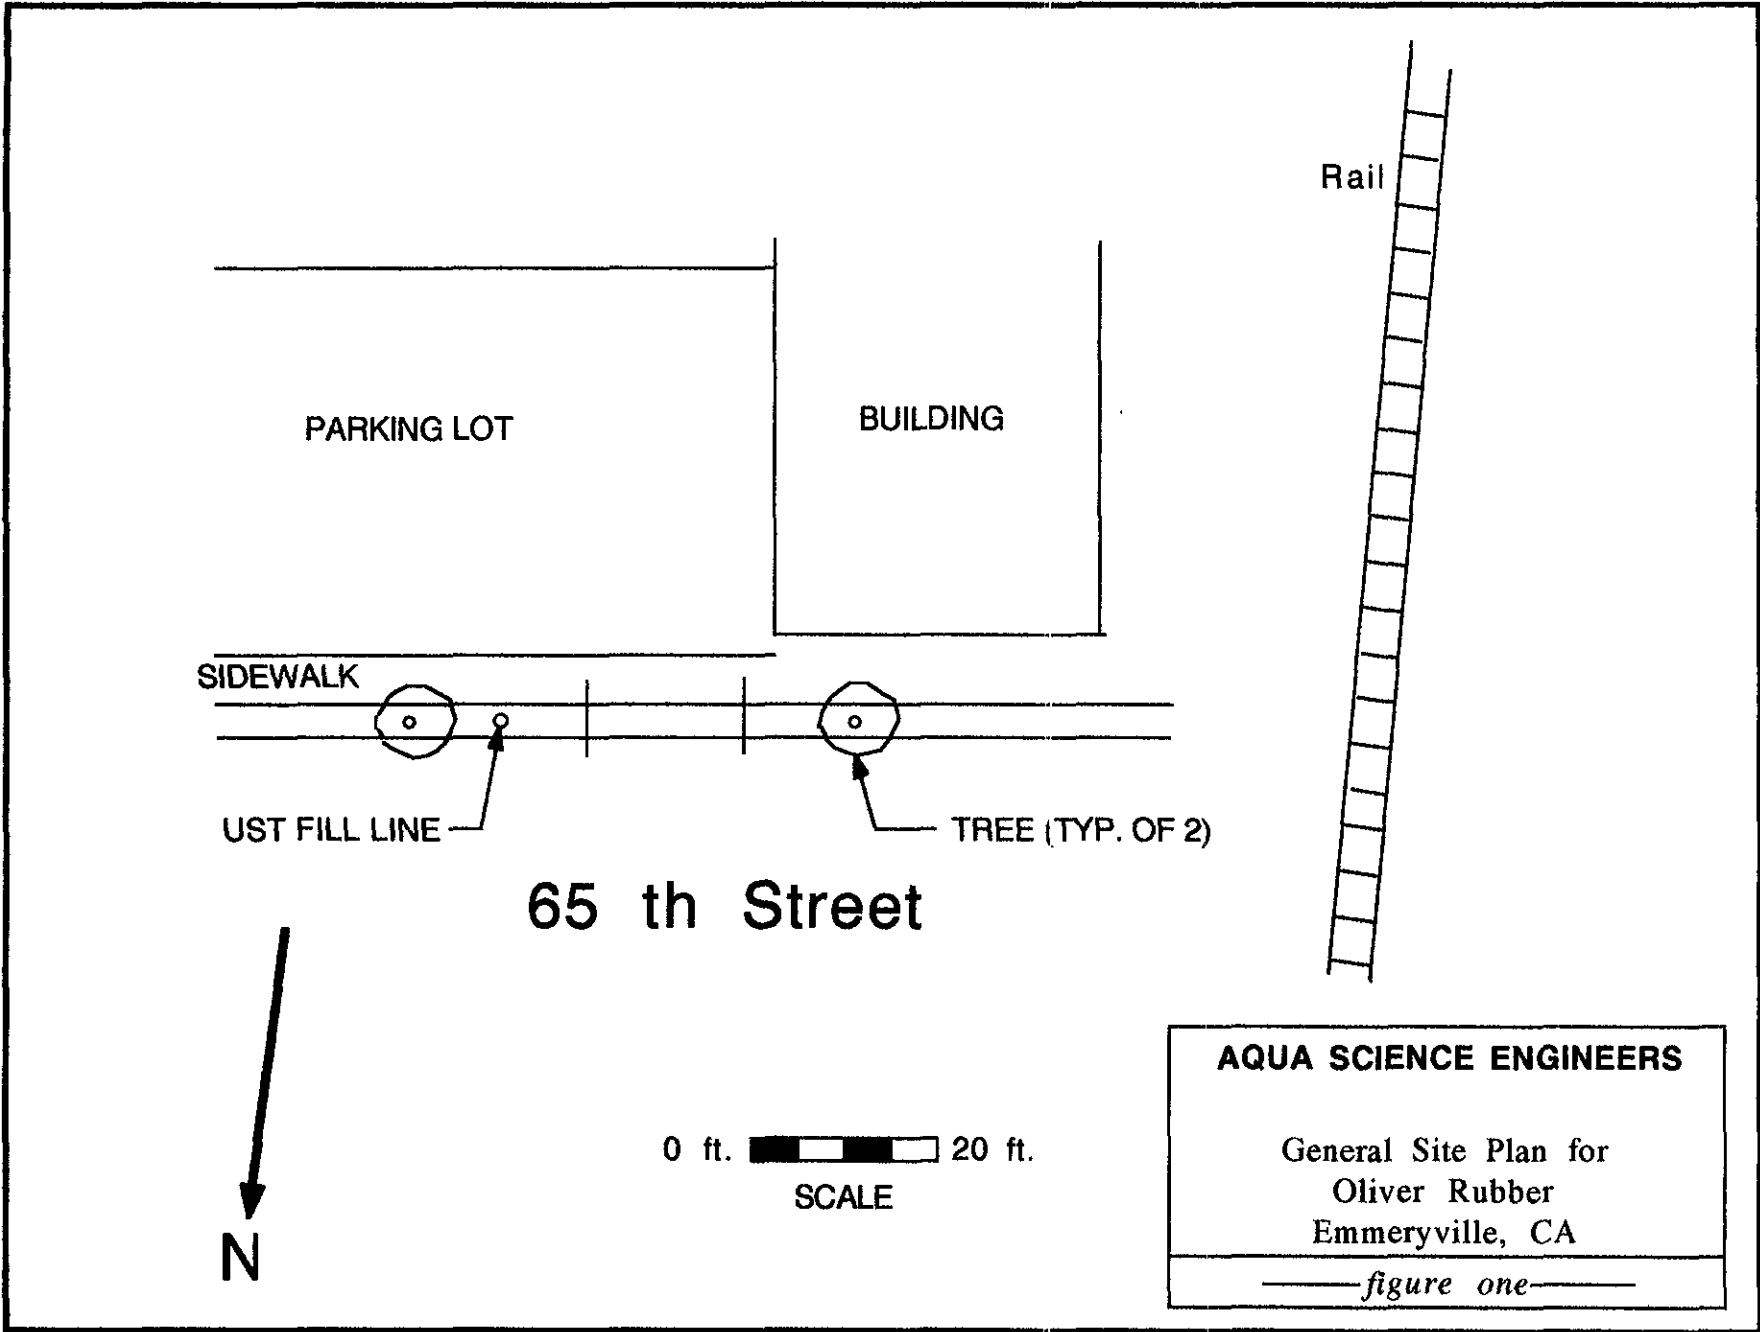 Rail
PARKING LOT
BUILDING
SIDEWALK
UST FILL LINE
TREE (TYP. OF 2)
65 th Street
N
0 ft.
20 ft.
SCALE
AQUA SCIENCE ENGINEERS
General Site Plan for
Oliver Rubber
Emmeryville, CA
figure one